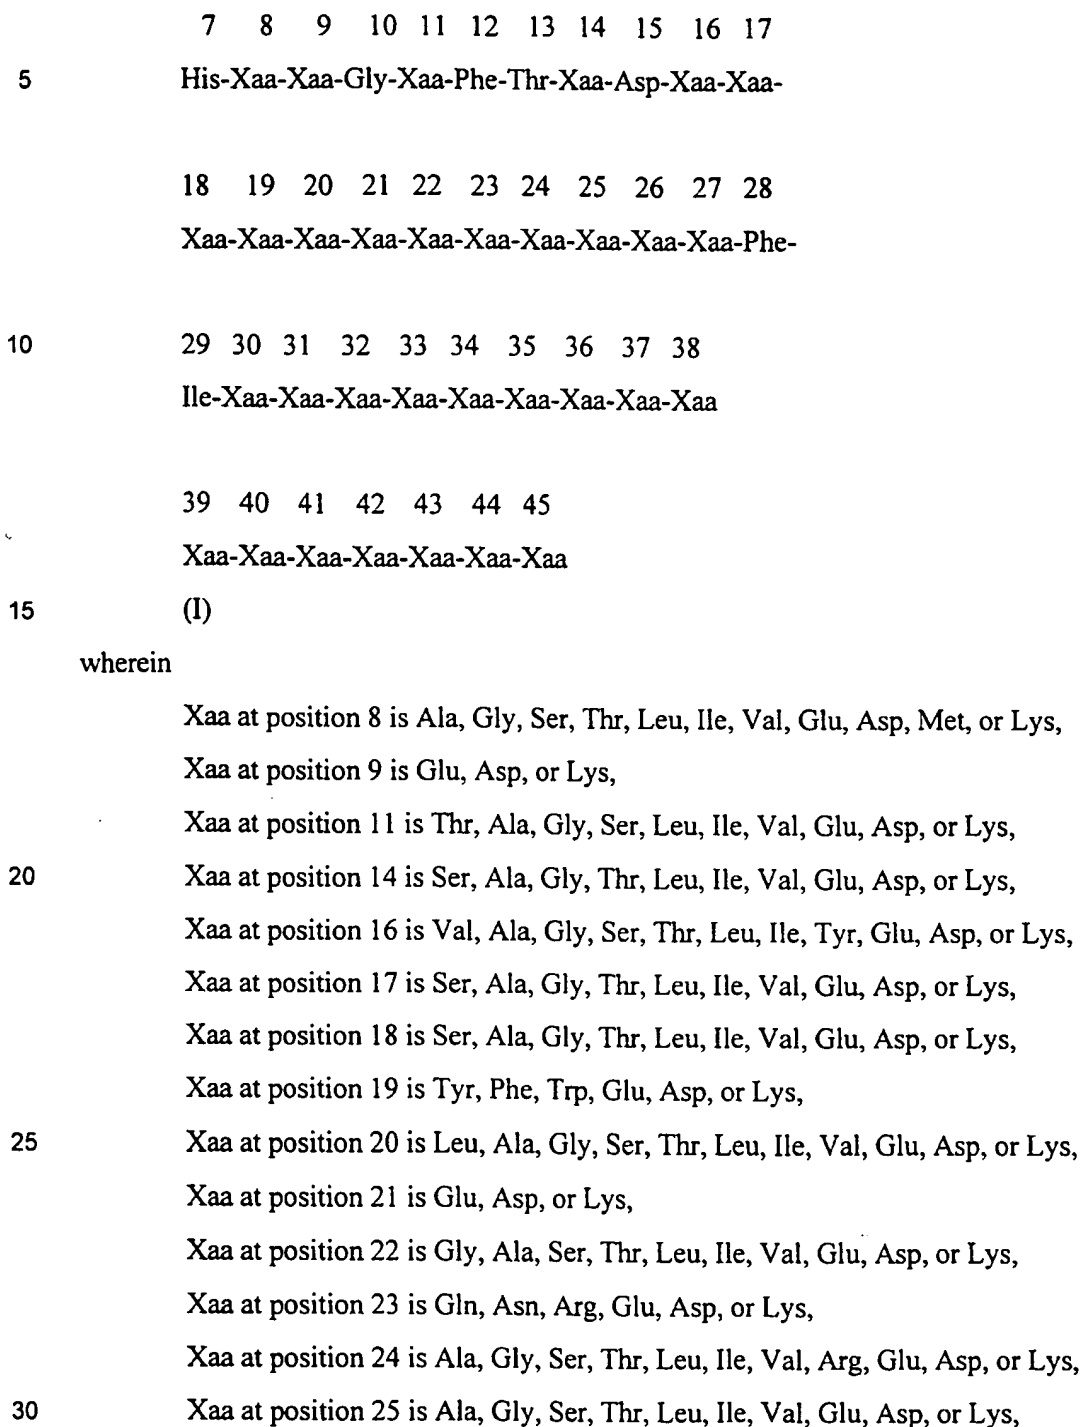 7 8 9 10 11 12 13 14 15 16 17
5 His-Xaa-Xaa-Gly-Xaa-Phe-Thr-Xaa-Asp-Xaa-Xaa-
18 19 20 21 22 23 24 25 26 27 28
Xaa-Xaa-Xaa-Xaa-Xaa-Xaa-Xaa-Xaa-Xaa-Xaa-Phe-
10 29 30 31 32 33 34 35 36 37 38
Ile-Xaa-Xaa-Xaa-Xaa-Xaa-Xaa-Xaa-Xaa-Xaa
39 40 41 42 43 44 45
Xaa-Xaa-Xaa-Xaa-Xaa-Xaa-Xaa
15 (I)
wherein
Xaa at position 8 is Ala, Gly, Ser, Thr, Leu, Ile, Val, Glu, Asp, Met, or Lys,
Xaa at position 9 is Glu, Asp, or Lys,
Xaa at position 11 is Thr, Ala, Gly, Ser, Leu, Ile, Val, Glu, Asp, or Lys,
20 Xaa at position 14 is Ser, Ala, Gly, Thr, Leu, Ile, Val, Glu, Asp, or Lys,
Xaa at position 16 is Val, Ala, Gly, Ser, Thr, Leu, Ile, Tyr, Glu, Asp, or Lys,
Xaa at position 17 is Ser, Ala, Gly, Thr, Leu, Ile, Val, Glu, Asp, or Lys,
Xaa at position 18 is Ser, Ala, Gly, Thr, Leu, Ile, Val, Glu, Asp, or Lys,
Xaa at position 19 is Tyr, Phe, Trp, Glu, Asp, or Lys,
25 Xaa at position 20 is Leu, Ala, Gly, Ser, Thr, Leu, Ile, Val, Glu, Asp, or Lys,
Xaa at position 21 is Glu, Asp, or Lys,
Xaa at position 22 is Gly, Ala, Ser, Thr, Leu, Ile, Val, Glu, Asp, or Lys,
Xaa at position 23 is Gln, Asn, Arg, Glu, Asp, or Lys,
Xaa at position 24 is Ala, Gly, Ser, Thr, Leu, Ile, Val, Arg, Glu, Asp, or Lys,
30 Xaa at position 25 is Ala, Gly, Ser, Thr, Leu, Ile, Val, Glu, Asp, or Lys,